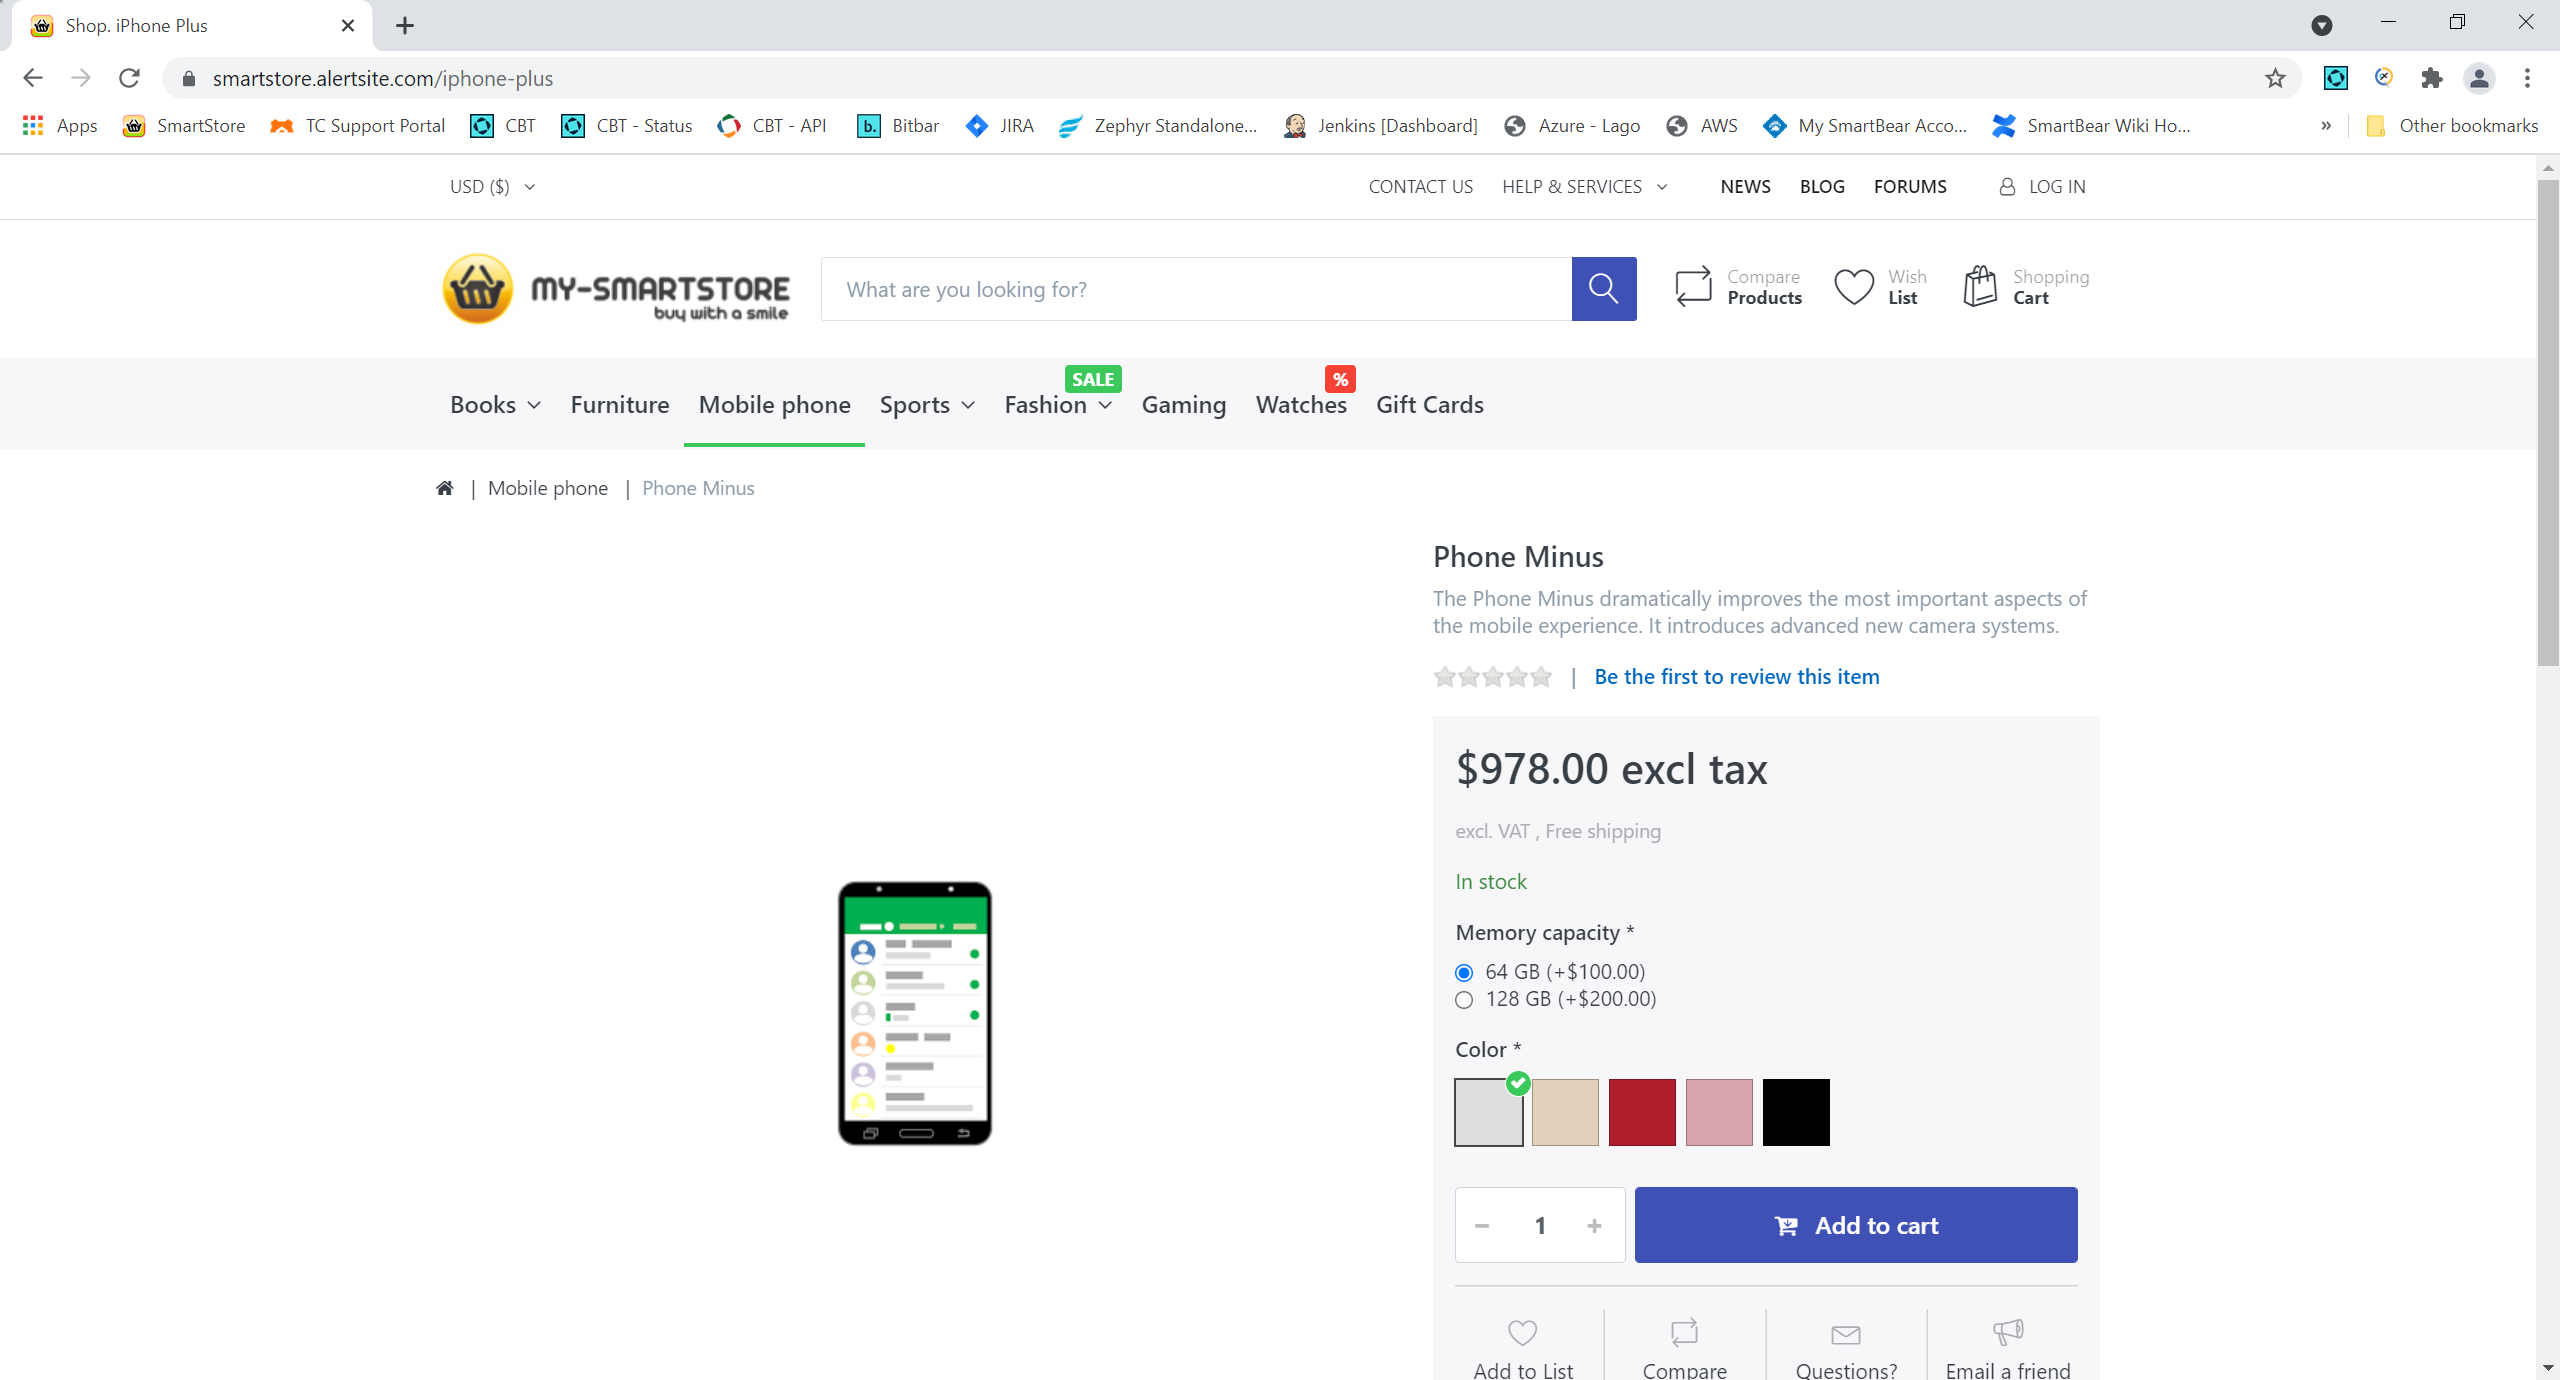 Shop. iPhone Plus
smartstore.alertsite.com/iphone-plus
Apps SmartStore TC Support Portal CBT CBT - Status CBT - API b. Bitbar JIRA Zephyr Standalone... Jenkins [Dashboard] Azure - Lago AWS My SmartBear Acco... SmartBear Wiki Ho... » Other bookmarks
USD ($) CONTACT US HELP & SERVICES NEWS BLOG FORUMS LOG IN
MY-SMARTSTORE
buy with a smile
What are you looking for?
Compare
Products
Wish
List
Shopping
Cart
SALE %
Books Furniture Mobile phone Sports Fashion Gaming Watches Gift Cards
| Mobile phone | Phone Minus
Phone Minus
The Phone Minus dramatically improves the most important aspects of
the mobile experience. It introduces advanced new camera systems.
| Be the first to review this item
$978.00 excl tax
excl. VAT , Free shipping
In stock
Memory capacity *
64 GB (+$100.00)
128 GB (+$200.00)
Color *
− 1 + Add to cart
Add to List Compare Questions? Email a friend